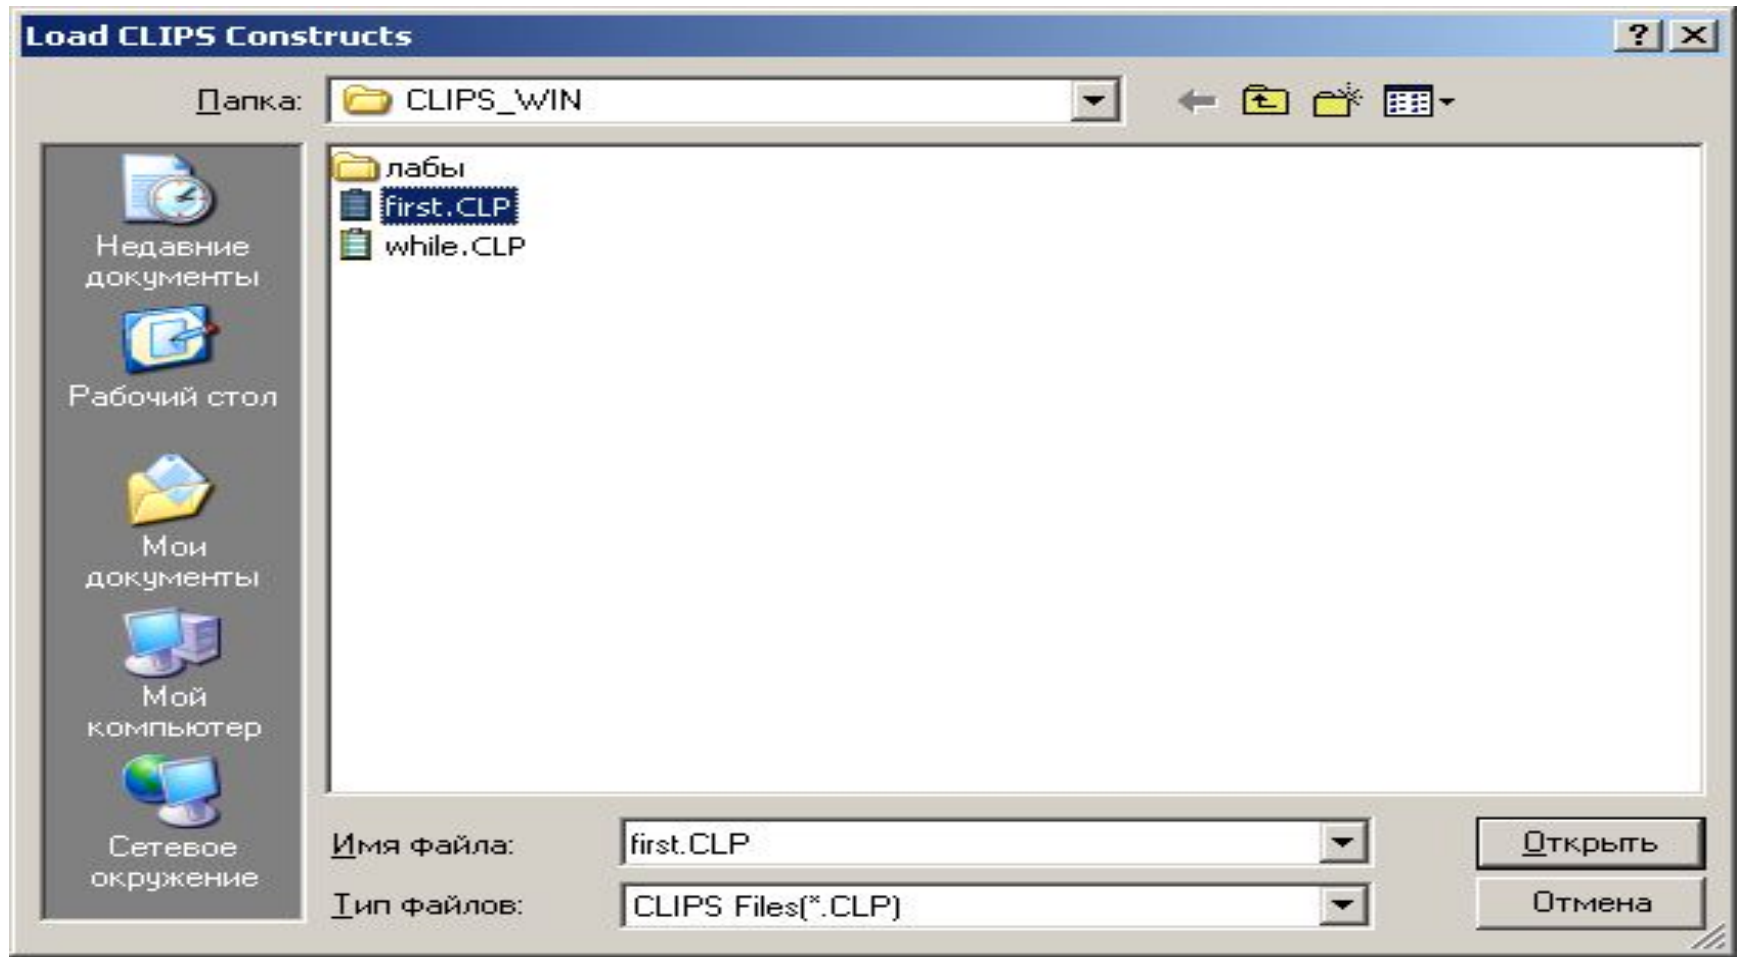 Load CLIPS Constructs
Папка: CLIPS_WIN
лабы
first.CLP
while.CLP
Недавние
документы
Рабочий стол
Мои
документы
Мой
компьютер
Сетевое
окружение
Имя файла: first.CLP Открыть
Тип файлов: CLIPS Files(*.CLP) Отмена